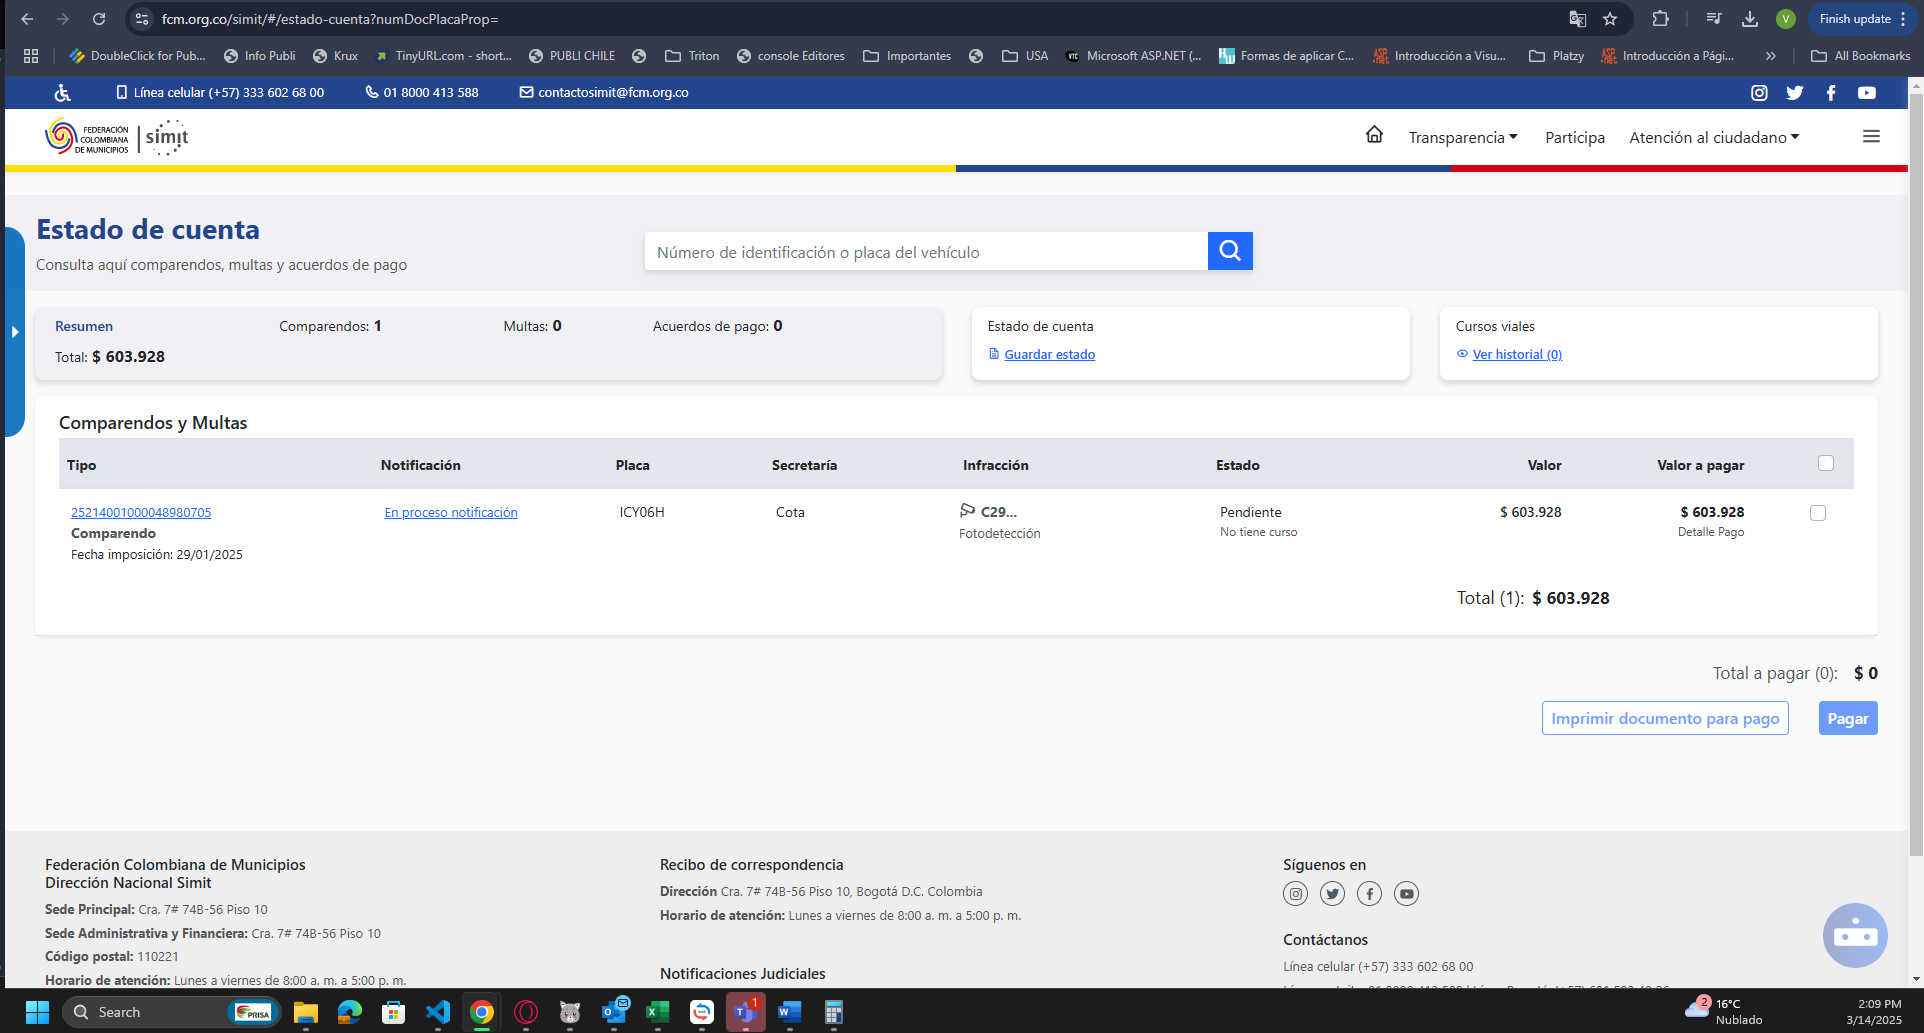 fcm.org.co/simit/#/estado-cuenta?numDocPlacaProp=
V
Finish update
DoubleClick for Pub...
Info Publi
Krux
TinyURL.com - short...
PUBLI CHILE
Triton
console Editores
Importantes
USA
Microsoft ASP.NET (...
Formas de aplicar C...
Introducción a Visu...
Platzy
Introducción a Pági...
»
All Bookmarks
Línea celular (+57) 333 602 68 00
01 8000 413 588
contactosimit@fcm.org.co
FEDERACIÓN
COLOMBIANA
DE MUNICIPIOS
simit
Transparencia
Participa
Atención al ciudadano
Estado de cuenta
Consulta aquí comparendos, multas y acuerdos de pago
Número de identificación o placa del vehículo
Resumen
Comparendos: 1
Multas: 0
Acuerdos de pago: 0
Total: $ 603.928
Estado de cuenta
Guardar estado
Cursos viales
Ver historial (0)
Comparendos y Multas
Tipo Notificación Placa Secretaría Infracción Estado Valor Valor a pagar
25214001000048980705 En proceso notificación ICY06H Cota C29... Pendiente $ 603.928 $ 603.928
Comparendo Fotodetección No tiene curso Detalle Pago
Fecha imposición: 29/01/2025
Total (1): $ 603.928
Total a pagar (0): $ 0
Imprimir documento para pago
Pagar
Federación Colombiana de Municipios
Dirección Nacional Simit
Sede Principal: Cra. 7# 74B-56 Piso 10
Sede Administrativa y Financiera: Cra. 7# 74B-56 Piso 10
Código postal: 110221
Horario de atención: Lunes a viernes de 8:00 a. m. a 5:00 p. m.
Recibo de correspondencia
Dirección Cra. 7# 74B-56 Piso 10, Bogotá D.C. Colombia
Horario de atención: Lunes a viernes de 8:00 a. m. a 5:00 p. m.
Notificaciones Judiciales
Síguenos en
Contáctanos
Línea celular (+57) 333 602 68 00
Search
PRISA
1
2
16°C
Nublado
2:09 PM
3/14/2025